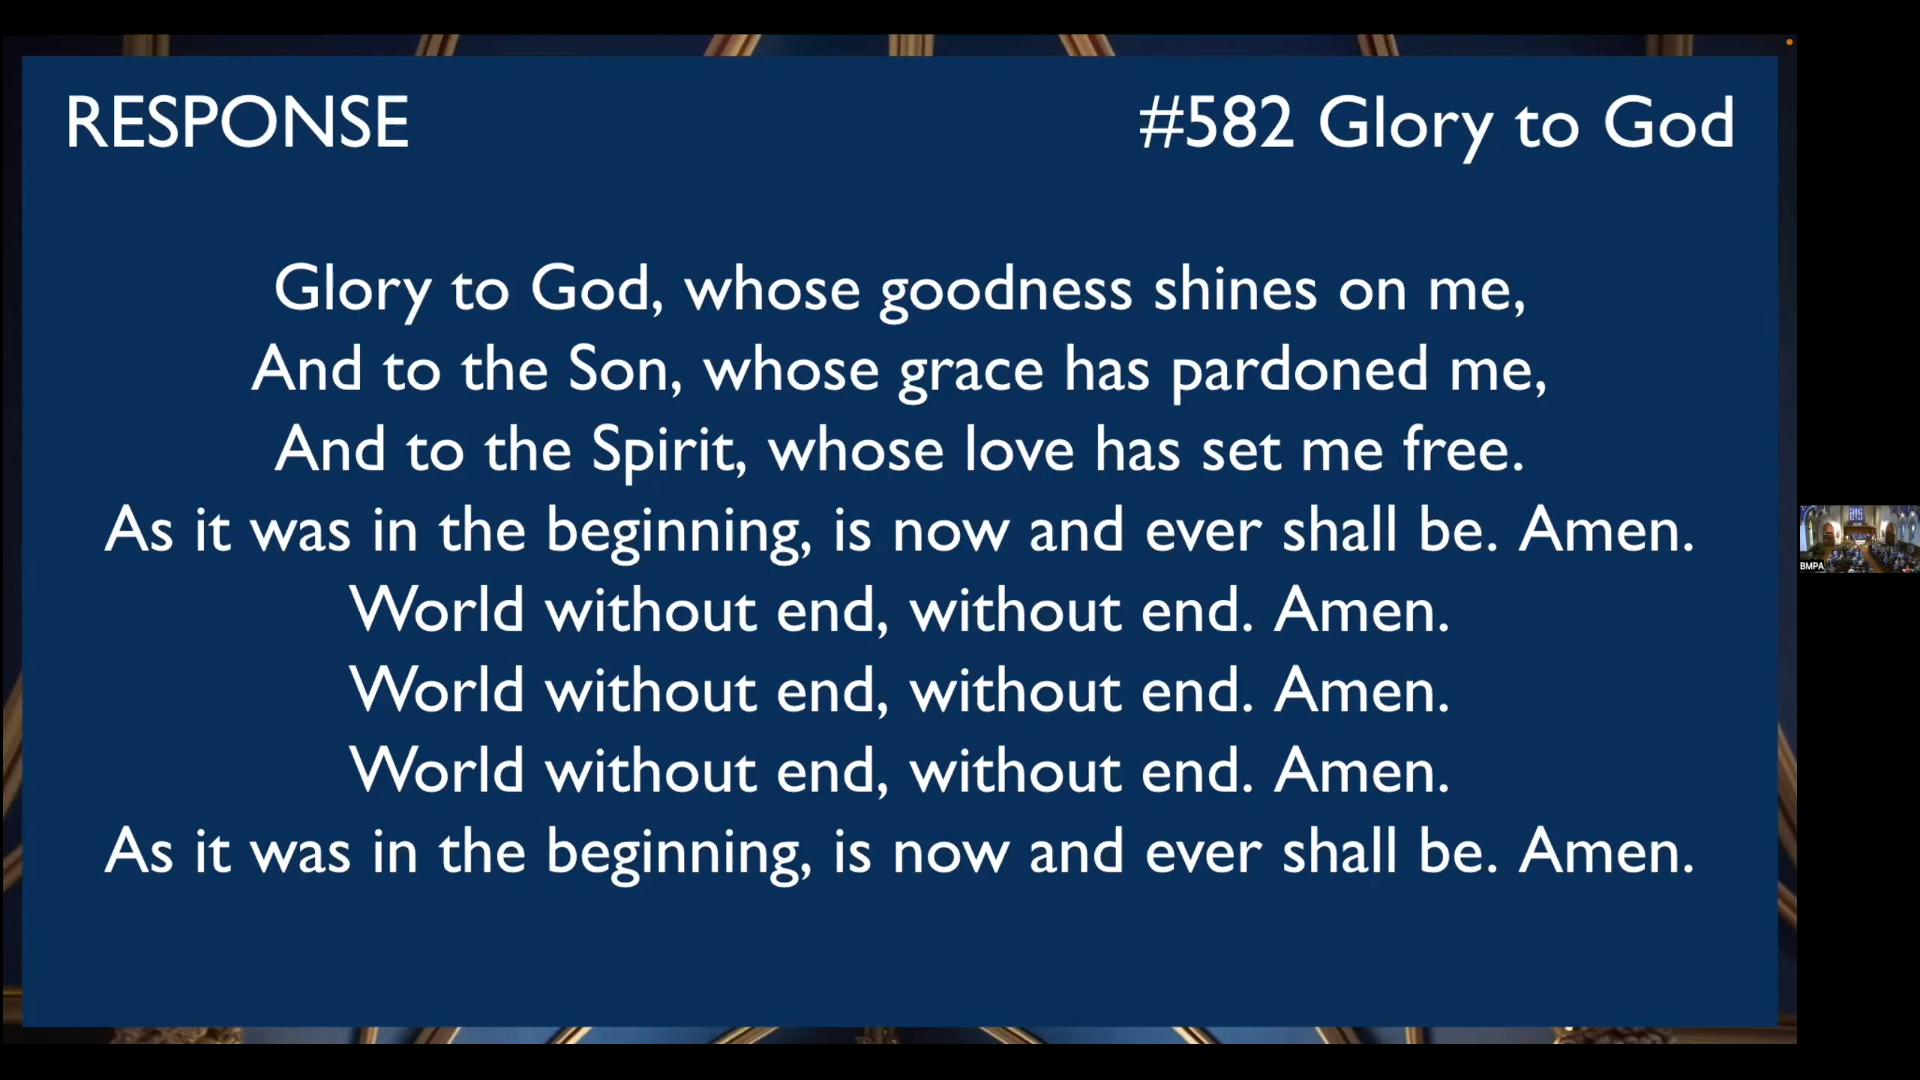 RESPONSE
#582 Glory to God
Glory to God, whose goodness shines on me,
And to the Son, whose grace has pardoned me,
And to the Spirit, whose love has set me free.
As it was in the beginning, is now and ever shall be. Amen.
World without end, without end. Amen.
World without end, without end. Amen.
World without end, without end. Amen.
As it was in the beginning, is now and ever shall be. Amen.
BMPA